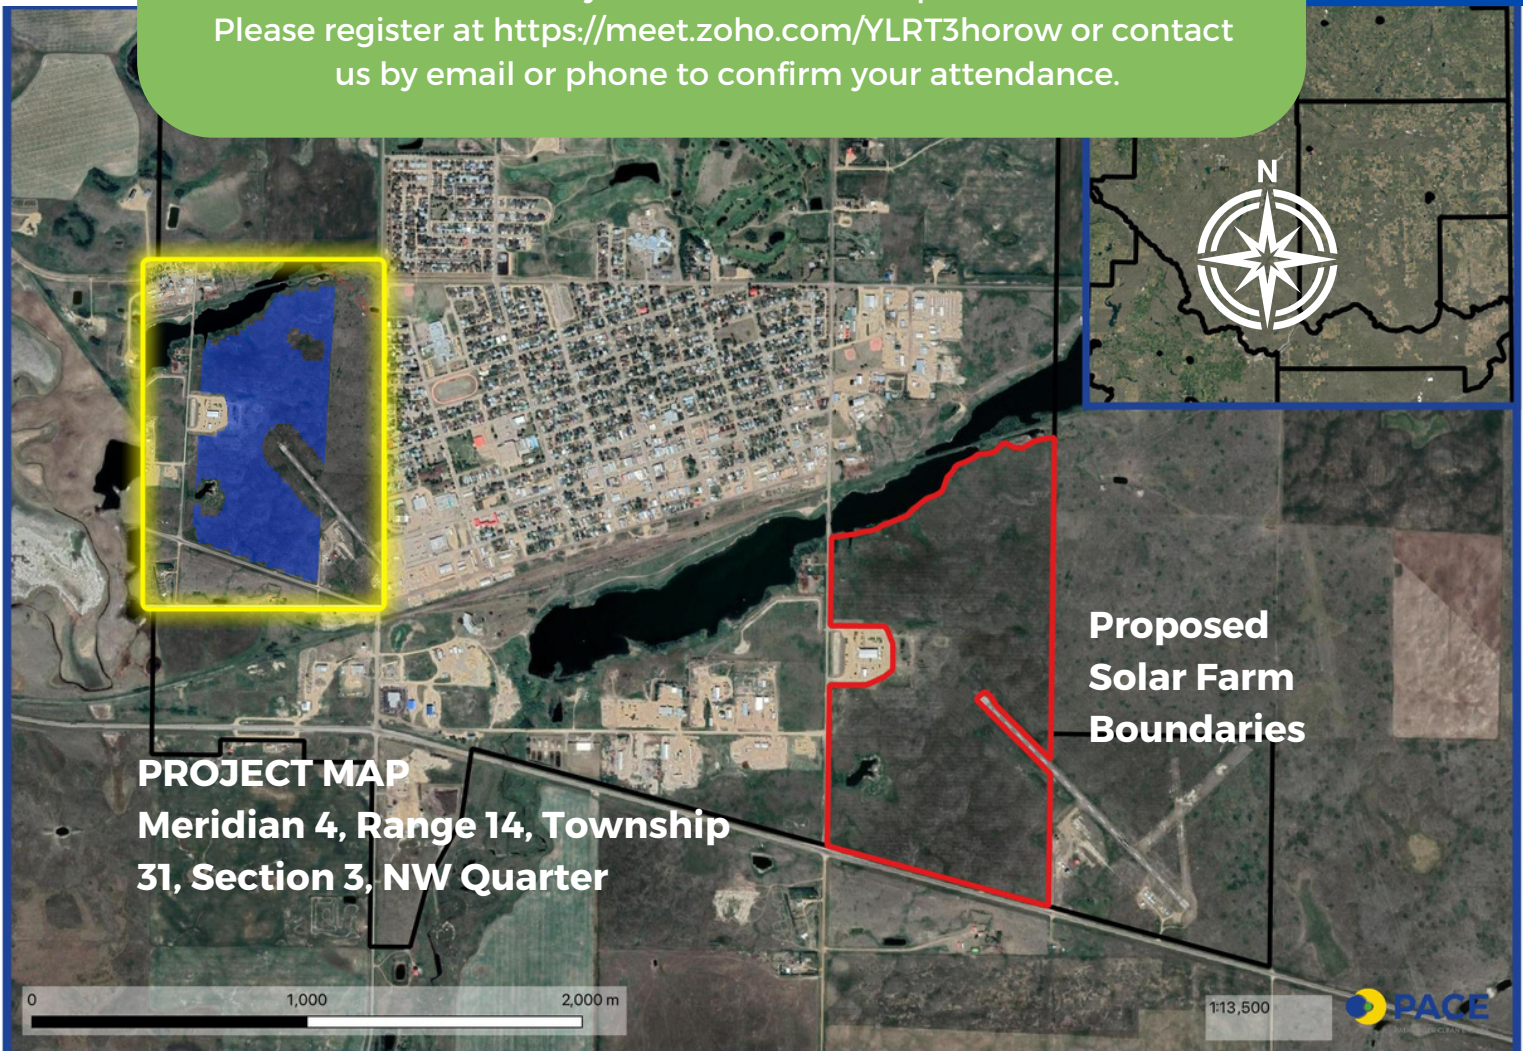 Please register at https://meet.zoho.com/YLRT3horow or contact
us by email or phone to confirm your attendance.
N
Proposed
Solar Farm
Boundaries
PROJECT MAP
Meridian 4, Range 14, Township
31, Section 3, NW Quarter
0 1,000 2,000 m
1:13,500
PACE